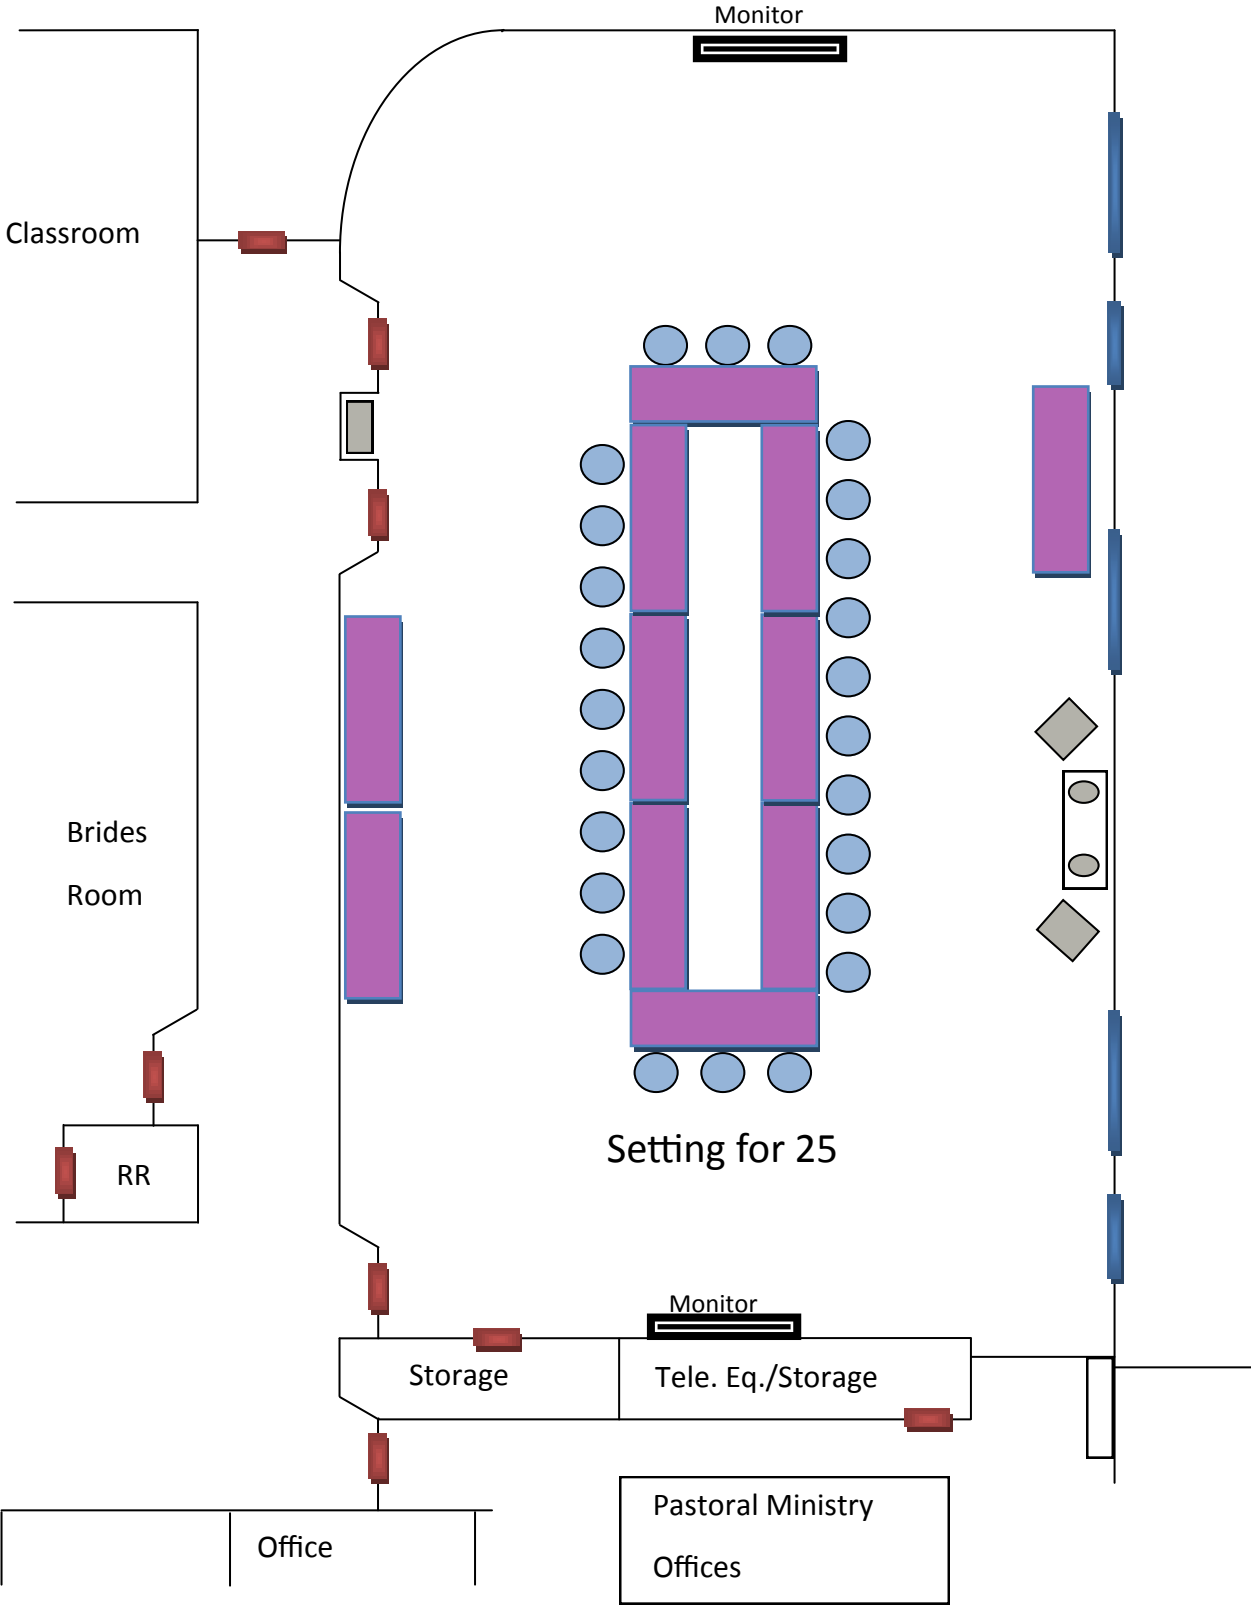 Monitor
Classroom
Brides
Room
RR
Setting for 25
Monitor
Storage
Tele. Eq./Storage
Pastoral Ministry
Offices
Office